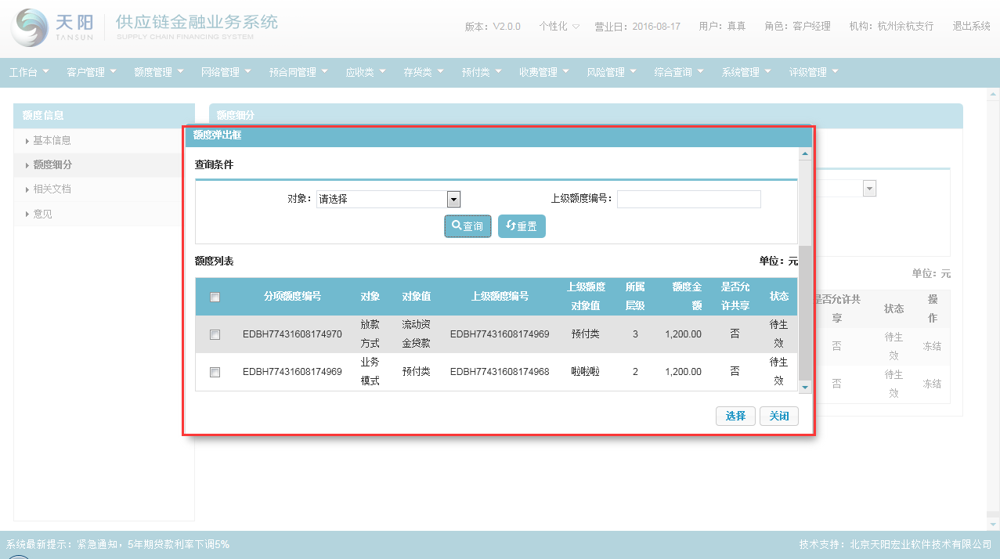 天阳 TANSUN 供应链金融业务系统 SUPPLY CHAIN FINANCING SYSTEM
版本：V2.0.0 个性化 营业日：2016-08-17 用户：真真 角色：客户经理 机构：杭州余杭支行 退出系统
工作台 客户管理 额度管理 网络管理 预合同管理 应收类 存货类 预付类 收费管理 风险管理 综合查询 系统管理 评级管理
额度信息
基本信息
额度细分
相关文档
意见
额度细分
额度弹出框
查询条件
对象： 请选择 上级额度编号：
查询 重置
额度列表 单位：元
分项额度编号 对象 对象值 上级额度编号 上级额度对象值 所属层级 额度金额 是否允许共享 状态
EDBH77431608174970 放款方式 流动资金贷款 EDBH77431608174969 预付类 3 1,200.00 否 待生效
EDBH77431608174969 业务模式 预付类 EDBH77431608174968 啦啦啦 2 1,200.00 否 待生效
选择 关闭
单位：元
是否允许共享 状态 操作
否 待生效 冻结
否 待生效 冻结
系统最新提示：紧急通知，5年期贷款利率下调5% 技术支持：北京天阳宏业软件技术有限公司